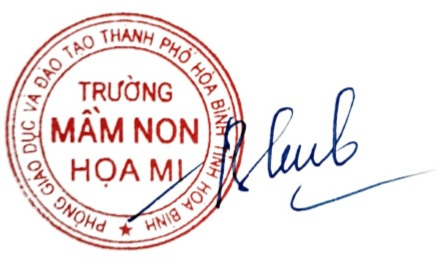 PHÒNG GIÁO DỤC VÀ ĐÀO TẠO THÀNH PHỐ HÒA BÌNH TỈNH HÒA BÌNH
TRƯỜNG
MẦM NON
HỌA MI